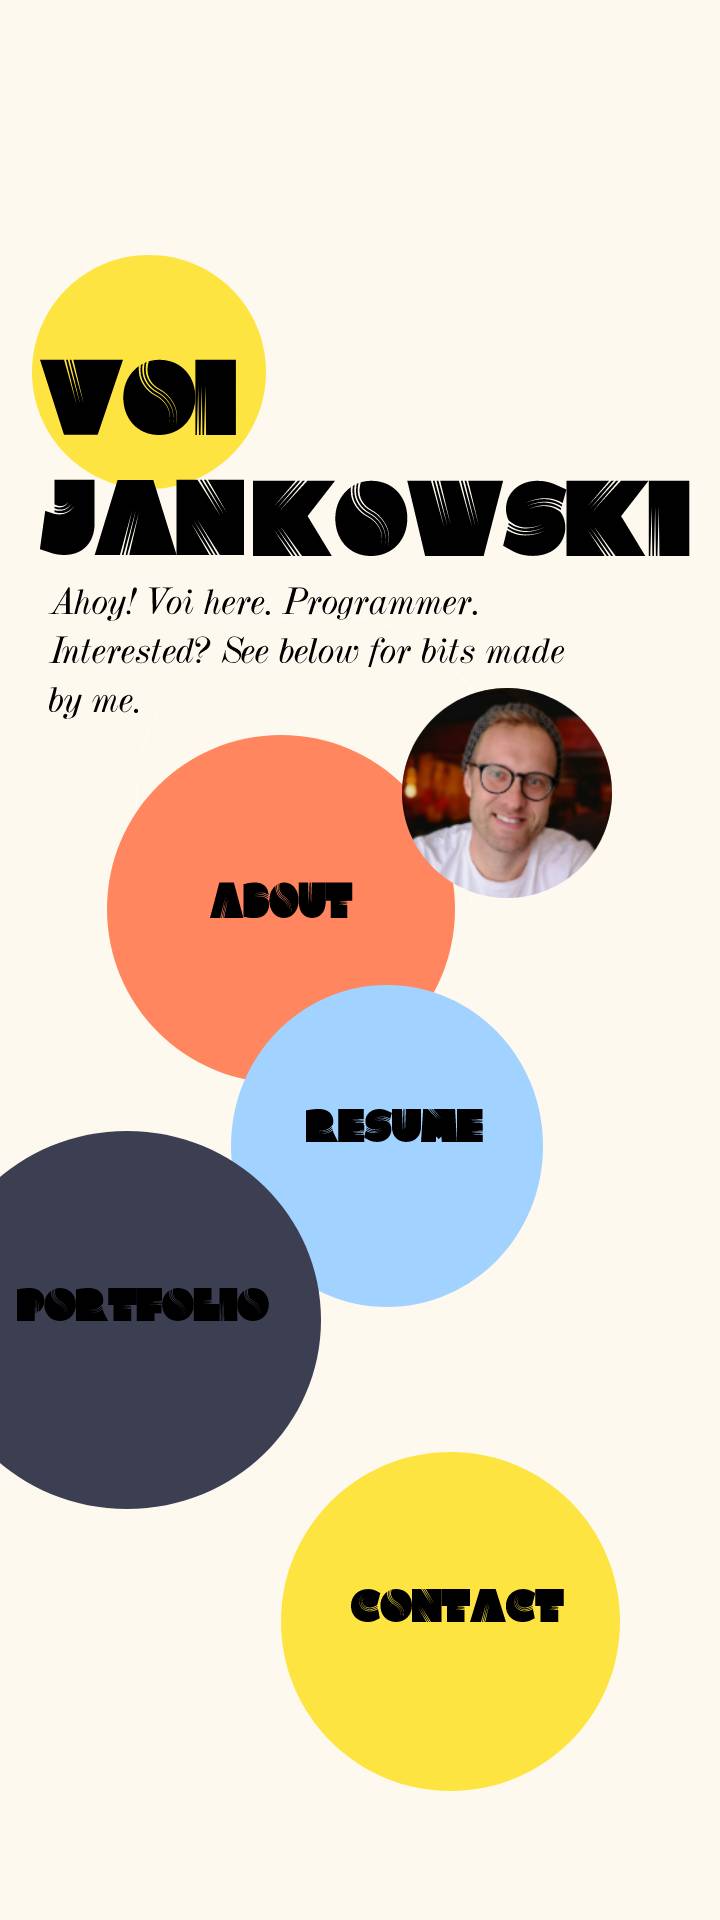 VOI
JANKOWSKI
Ahoy! Voi here. Programmer.
Interested? See below for bits made
by me.
ABOUT
RESUME
PORTFOLIO
CONTACT